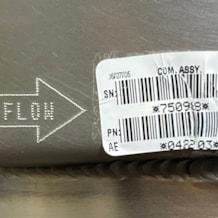 COM. ASSY.
SN:
*750918*
FLOW
PN:
AE
*042203*